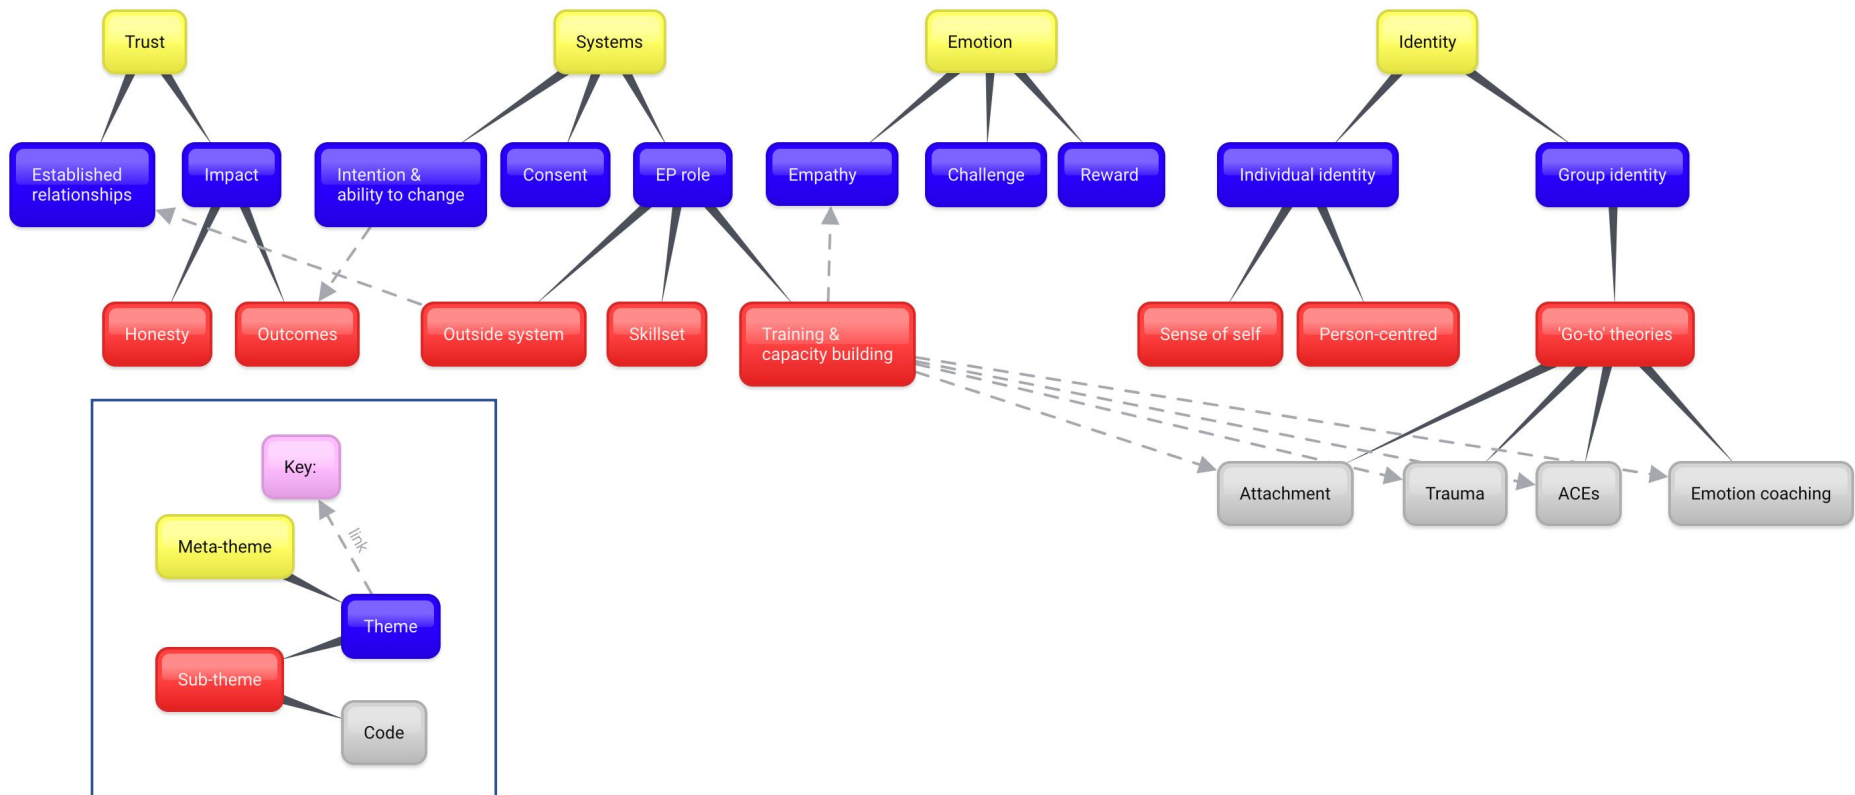 Trust
Systems
Emotion
Identity
Established
relationships
Impact
Intention &
ability to change
Consent
EP role
Empathy
Challenge
Reward
Individual identity
Group identity
Honesty
Outcomes
Outside system
Skillset
Training &
capacity building
Sense of self
Person-centred
'Go-to' theories
Attachment
Trauma
ACEs
Emotion coaching
Key:
link
Meta-theme
Theme
Sub-theme
Code